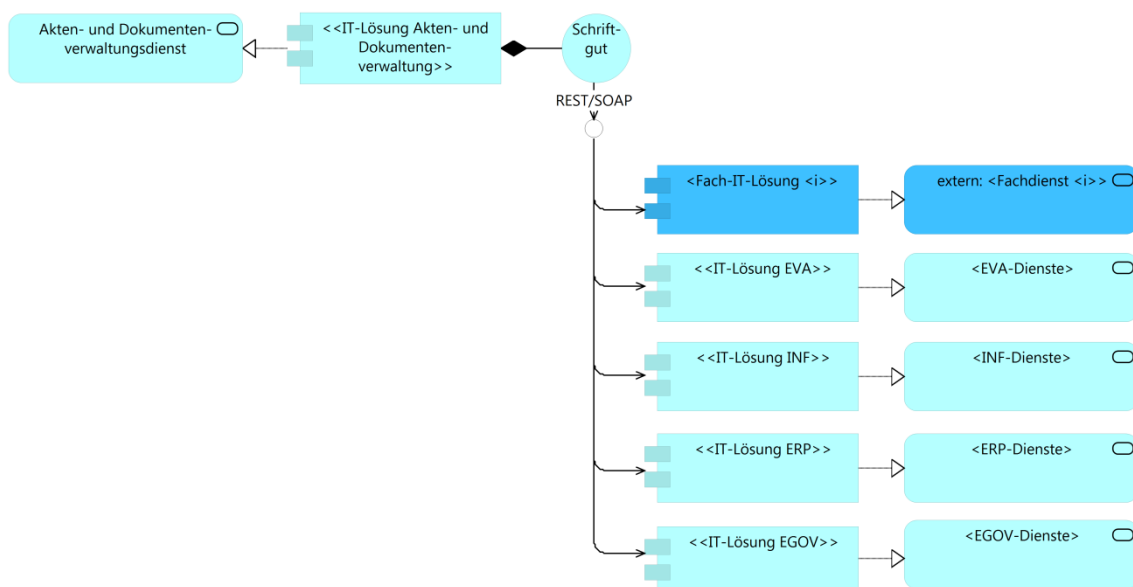 Akten- und Dokumenten-
verwaltungsdienst
<<IT-Lösung Akten- und
Dokumenten-
verwaltung>>
Schrift-
gut
REST/SOAP
<Fach-IT-Lösung <i>>
extern: <Fachdienst <i>>
<<IT-Lösung EVA>>
<EVA-Dienste>
<<IT-Lösung INF>>
<INF-Dienste>
<<IT-Lösung ERP>>
<ERP-Dienste>
<<IT-Lösung EGOV>>
<EGOV-Dienste>